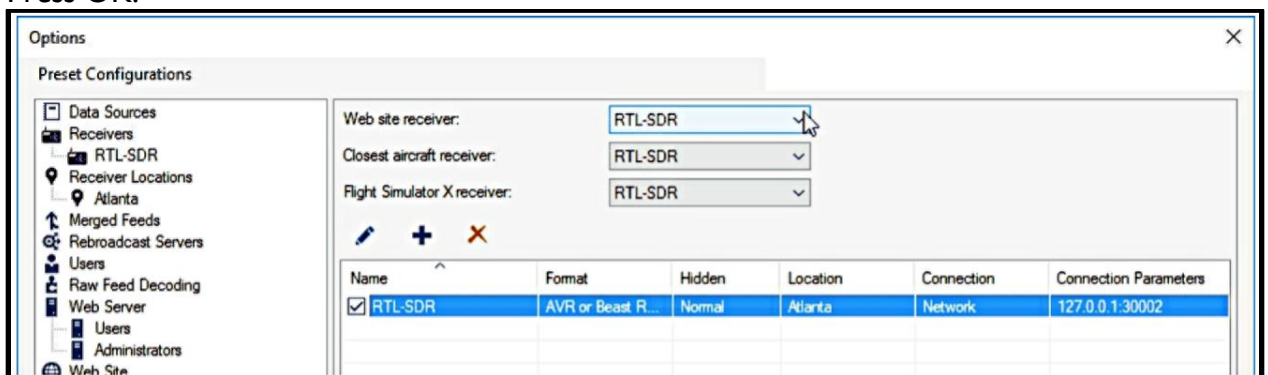 Press OK.
Options
Preset Configurations
Data Sources
Receivers
RTL-SDR
Receiver Locations
Atlanta
Merged Feeds
Rebroadcast Servers
Users
Raw Feed Decoding
Web Server
Users
Administrators
Web Site
Web site receiver: RTL-SDR
Closest aircraft receiver: RTL-SDR
Flight Simulator X receiver: RTL-SDR
Name Format Hidden Location Connection Connection Parameters
RTL-SDR AVR or Beast R... Normal Atlanta Network 127.0.0.1:30002